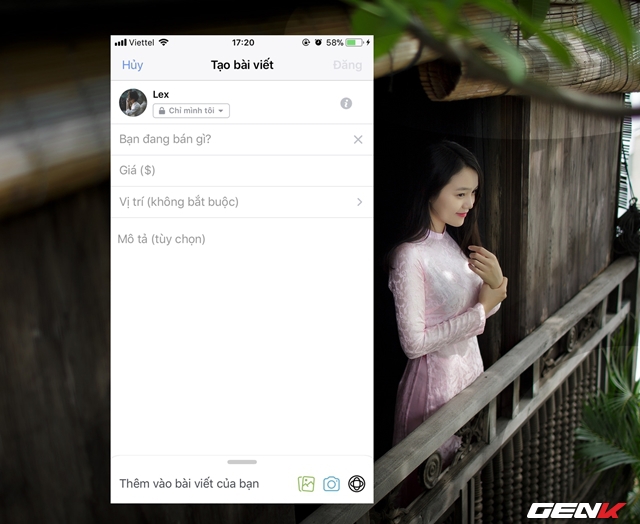 Viettel 17:20 58%
Hủy Tạo bài viết Đăng
Lex
Chỉ mình tôi
Bạn đang bán gì?
Giá ($)
Vị trí (không bắt buộc)
Mô tả (tùy chọn)
Thêm vào bài viết của bạn
GENK